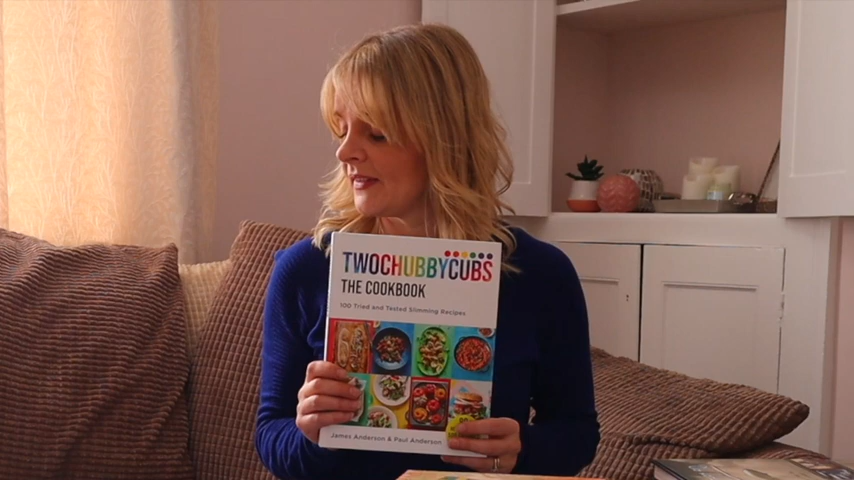 TWOCHUBBYCUBS
THE COOKBOOK
100 Tried and Tested Slimming Recipes
James Anderson & Paul Anderson